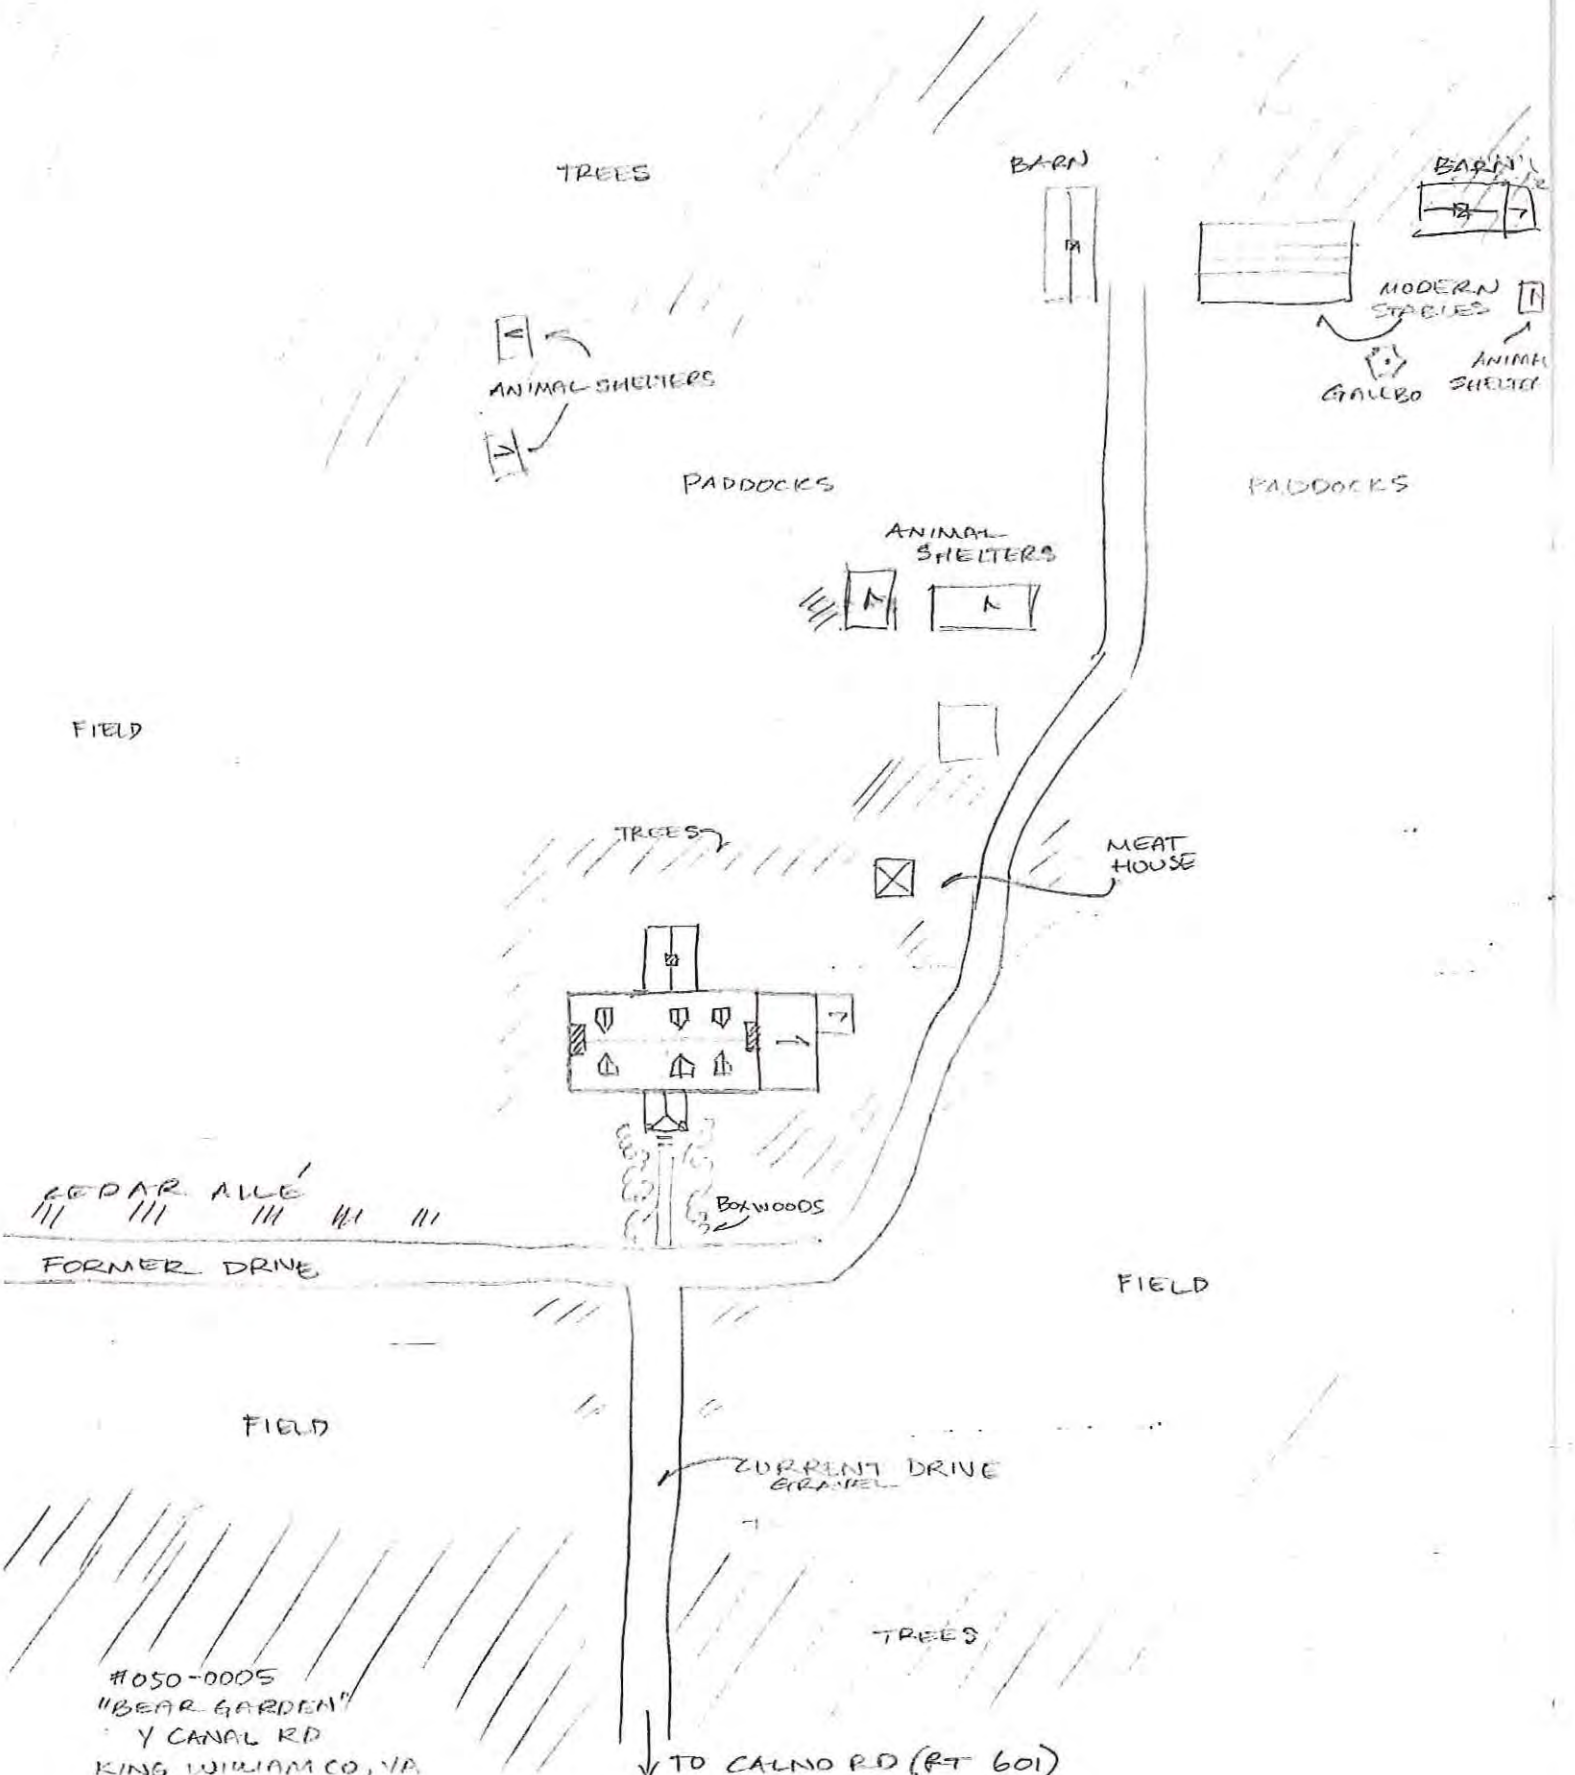 TREES
BARN
BARN
MODERN
STABLES
ANIMAL SHELTERS
GAZEBO
ANIMAL
SHELTER
PADDOCKS
PADDOCKS
ANIMAL
SHELTERS
FIELD
TREES
MEAT
HOUSE
CEDAR ALLÉ
BOXWOODS
FORMER DRIVE
FIELD
FIELD
CURRENT DRIVE
GRAVEL
TREES
#050-0005
"BEAR GARDEN"
Y CANAL RD
KING WILLIAM CO, VA
TO CALNO RD (RT 601)